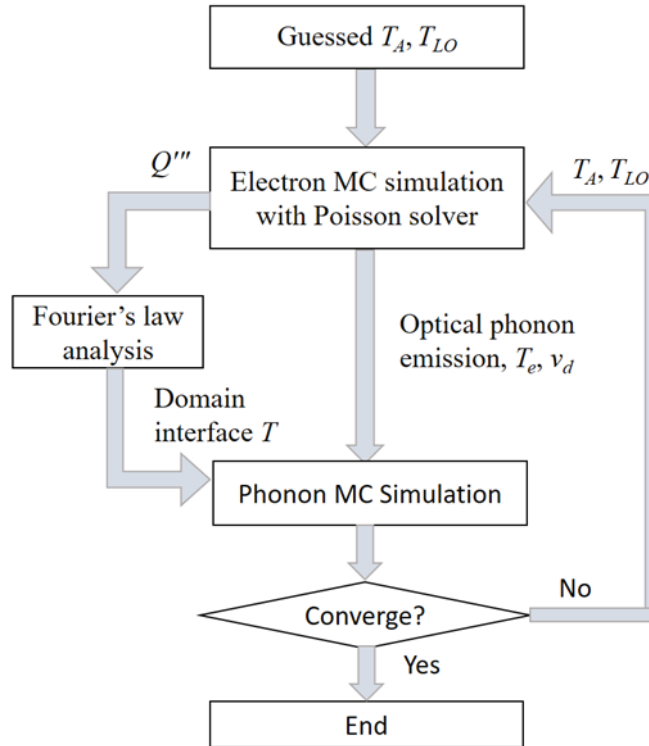 Guessed T_A, T_LO
Q'''
Electron MC simulation
with Poisson solver
T_A, T_LO
Fourier's law
analysis
Optical phonon
emission, T_e, v_d
Domain
interface T
Phonon MC Simulation
Converge?
No
Yes
End